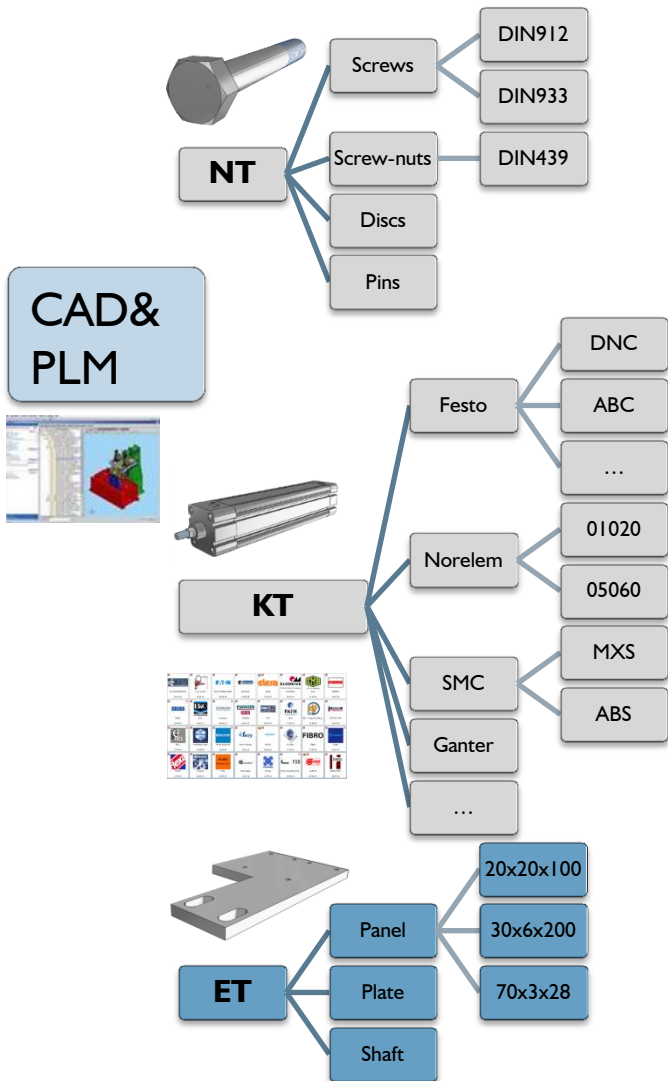 DIN912
Screws
DIN933
NT
Screw-nuts
DIN439
Discs
Pins
CAD&
PLM
DNC
Festo
ABC
...
01020
Norelem
05060
KT
MXS
SMC
ABS
Ganter
...
FIBRO
20x20x100
Panel
30x6x200
ET
Plate
70x3x28
Shaft